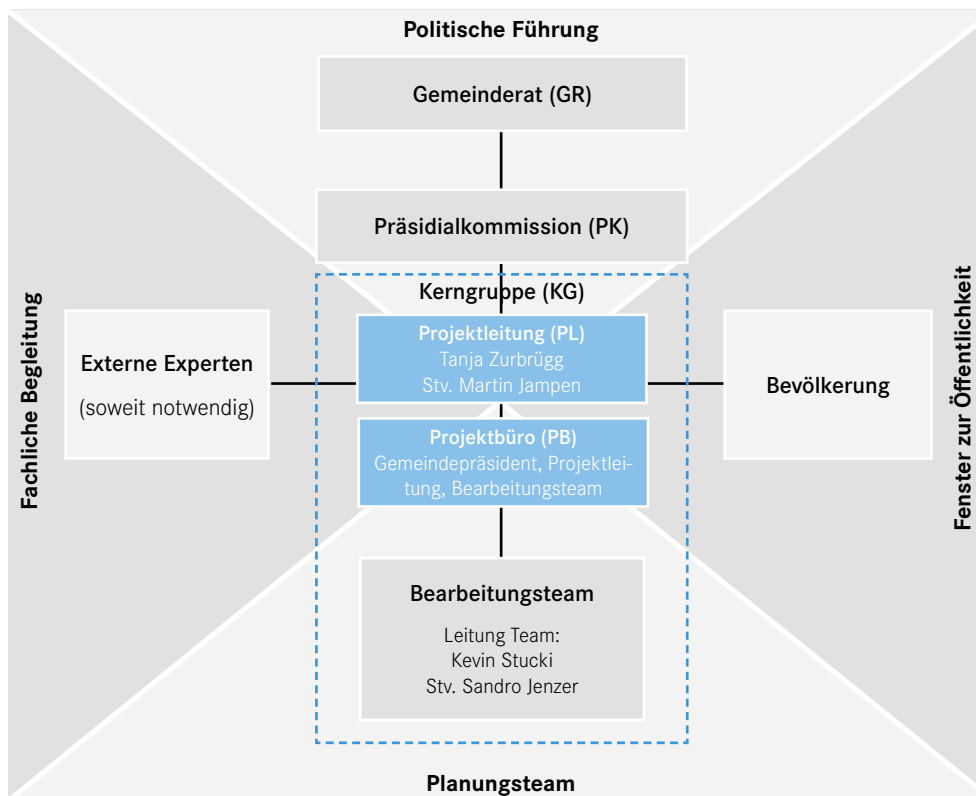 Politische Führung
Gemeinderat (GR)
Präsidialkommission (PK)
Kerngruppe (KG)
Projektleitung (PL)
Tanja Zurbrügg
Stv. Martin Jampen
Fachliche Begleitung
Externe Experten
(soweit notwendig)
Bevölkerung
Fenster zur Öffentlichkeit
Projektbüro (PB)
Gemeindepräsident, Projektlei-
tung, Bearbeitungsteam
Bearbeitungsteam
Leitung Team:
Kevin Stucki
Stv. Sandro Jenzer
Planungsteam